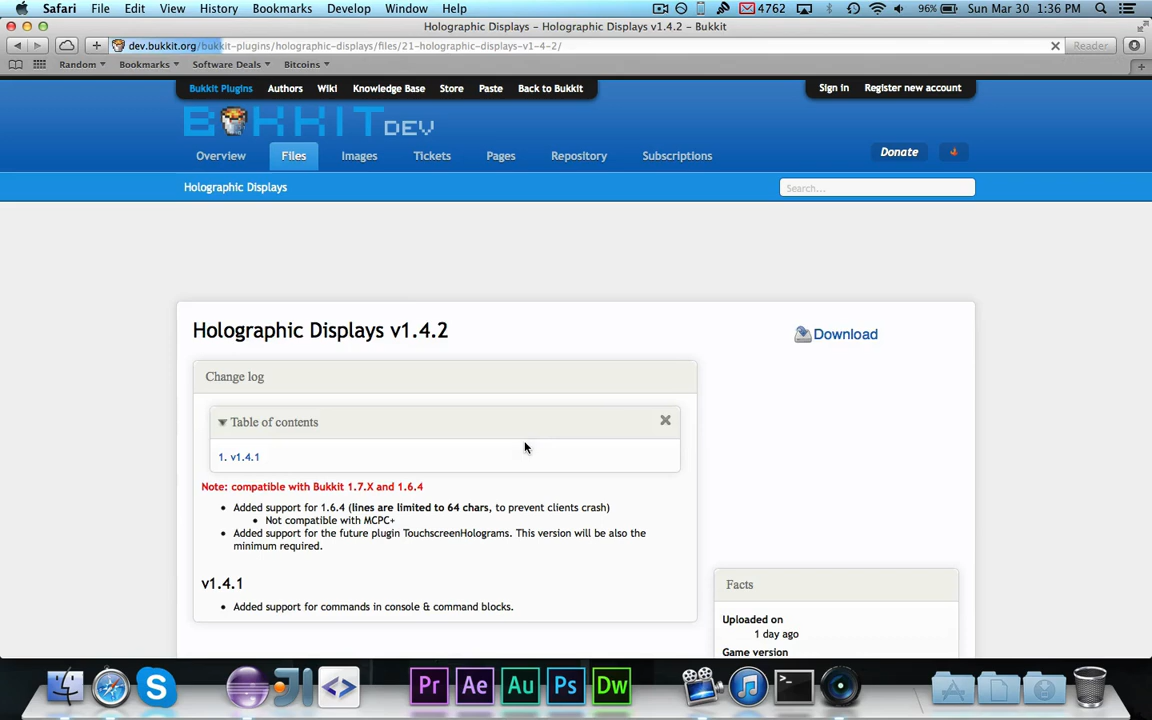 Safari File Edit View History Bookmarks Develop Window Help 4762 96% Sun Mar 30 1:36 PM
Holographic Displays – Holographic Displays v1.4.2 – Bukkit
dev.bukkit.org/bukkit-plugins/holographic-displays/files/21-holographic-displays-v1-4-2/ Reader
Random Bookmarks Software Deals Bitcoins
Bukkit Plugins Authors Wiki Knowledge Base Store Paste Back to Bukkit Sign in Register new account
BUKKIT DEV
Overview Files Images Tickets Pages Repository Subscriptions Donate
Holographic Displays Search...
Holographic Displays v1.4.2 Download
Change log
Table of contents
1. v1.4.1
Note: compatible with Bukkit 1.7.X and 1.6.4
Added support for 1.6.4 (lines are limited to 64 chars, to prevent clients crash)
Not compatible with MCPC+
Added support for the future plugin TouchscreenHolograms. This version will be also the
minimum required.
v1.4.1
Added support for commands in console & command blocks.
Facts
Uploaded on
1 day ago
Game version
S Pr Ae Au Ps Dw